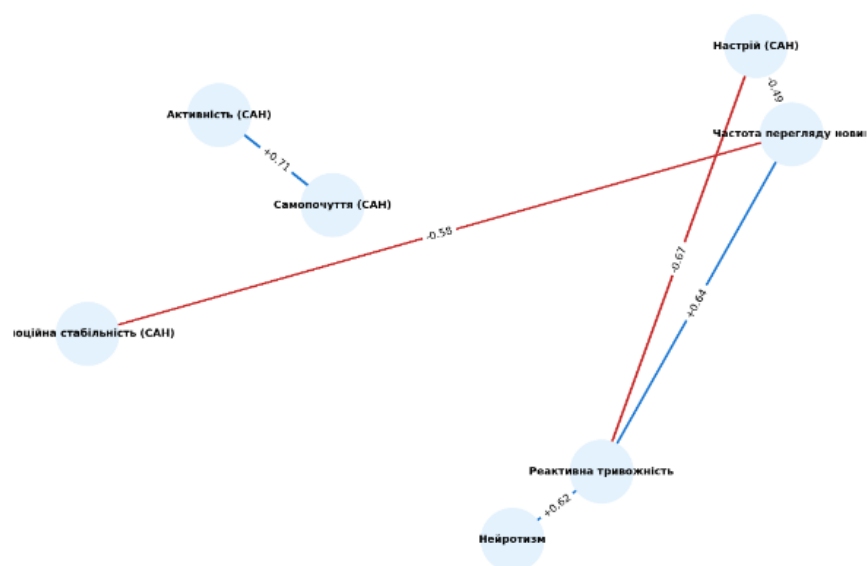 Настрій (САН)
-0.49
Активність (САН)
Частота перегляду нови
+0.71
Самопочуття (САН)
-0.58
-0.67
+0.64
оційна стабільність (САН)
Реактивна тривожність
+0.62
Нейротизм